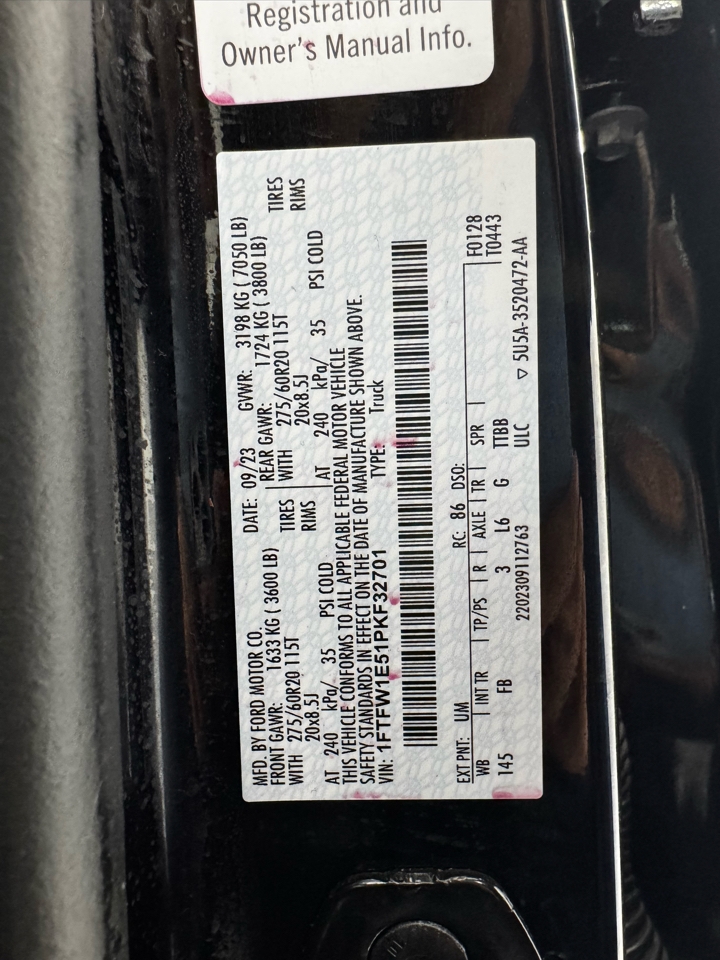 Registration and
Owner's Manual Info.
MFD. BY FORD MOTOR CO. DATE: 09/23 GVWR: 3198 KG ( 7050 LB)
FRONT GAWR: 1633 KG ( 3600 LB) REAR GAWR: 1724 KG ( 3800 LB)
WITH 275/60R20 115T TIRES WITH 275/60R20 115T TIRES
20x8.5J RIMS 20x8.5J RIMS
AT 240 kPa/ 35 PSI COLD AT 240 kPa/ 35 PSI COLD
THIS VEHICLE CONFORMS TO ALL APPLICABLE FEDERAL MOTOR VEHICLE
SAFETY STANDARDS IN EFFECT ON THE DATE OF MANUFACTURE SHOWN ABOVE.
VIN: 1FTFW1E51PKF32701 TYPE: Truck
EXT PNT: UM RC: 86 DSO: F0128
WB INT TR TP/PS R AXLE TR SPR T0443
145 FB 3 L6 G TTBB
2202309112763 ULC ▽ 5U5A-3520472-AA